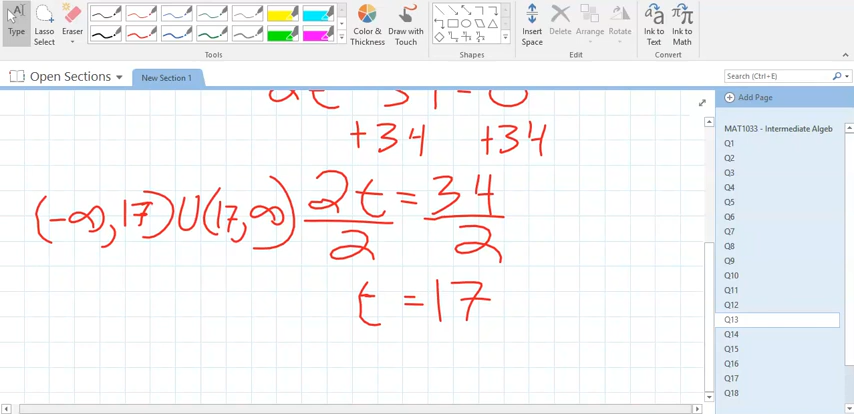 Type
Lasso Select
Eraser
Color & Thickness
Draw with Touch
Insert Space
Delete
Arrange
Rotate
Ink to Text
Ink to Math
Tools
Shapes
Edit
Convert
Open Sections
New Section 1
Search (Ctrl+E)
Add Page
+34 +34
(-∞, 17) U (17, ∞)
2t = 34
2 2
t = 17
MAT1033 - Intermediate Algeb
Q1
Q2
Q3
Q4
Q5
Q6
Q7
Q8
Q9
Q10
Q11
Q12
Q13
Q14
Q15
Q16
Q17
Q18